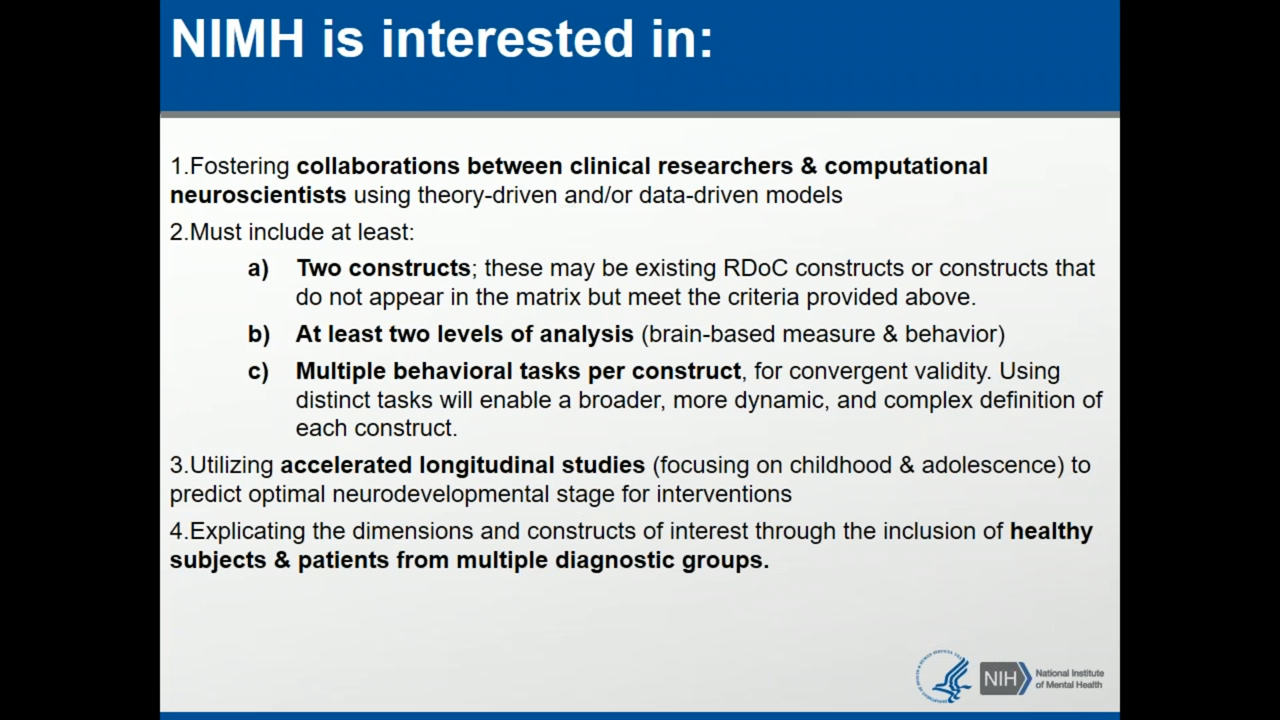 NIMH is interested in:
1.Fostering collaborations between clinical researchers & computational
neuroscientists using theory-driven and/or data-driven models
2.Must include at least:
a) Two constructs; these may be existing RDoC constructs or constructs that
do not appear in the matrix but meet the criteria provided above.
b) At least two levels of analysis (brain-based measure & behavior)
c) Multiple behavioral tasks per construct, for convergent validity. Using
distinct tasks will enable a broader, more dynamic, and complex definition of
each construct.
3.Utilizing accelerated longitudinal studies (focusing on childhood & adolescence) to
predict optimal neurodevelopmental stage for interventions
4.Explicating the dimensions and constructs of interest through the inclusion of healthy
subjects & patients from multiple diagnostic groups.
NIH
National Institute
of Mental Health